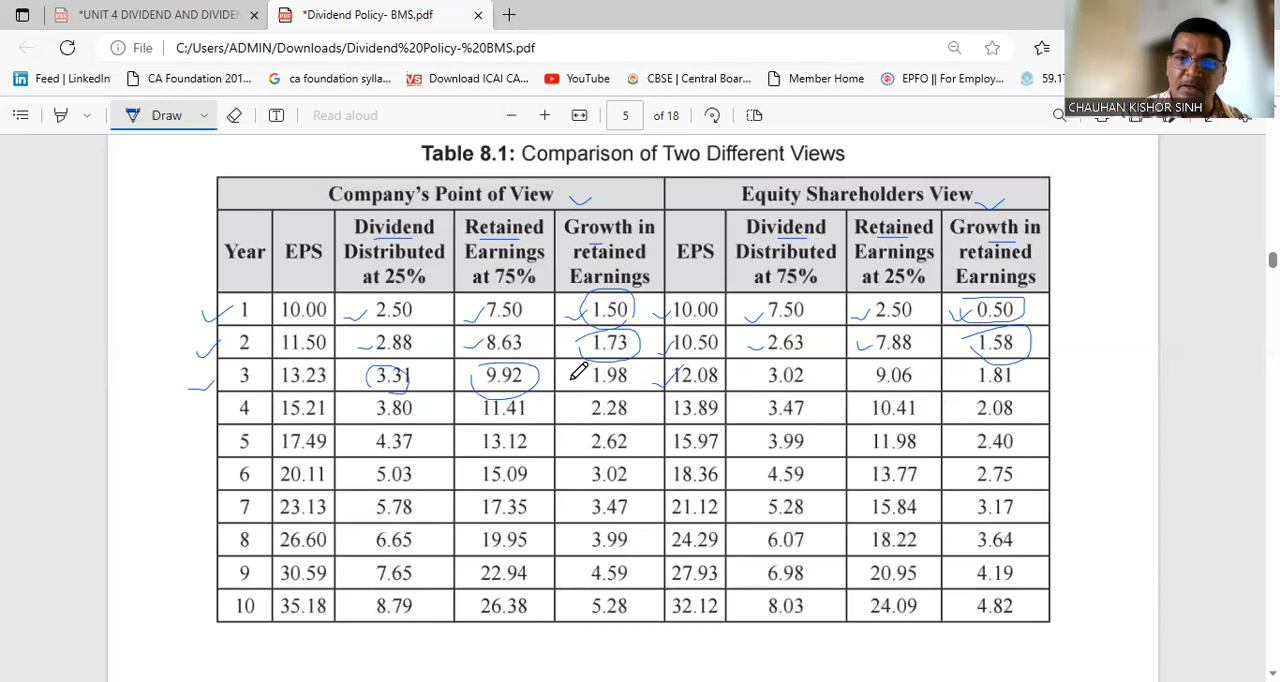 *UNIT 4 DIVIDEND AND DIVIDEN
*Dividend Policy- BMS.pdf
File C:/Users/ADMIN/Downloads/Dividend%20Policy-%20BMS.pdf
Feed | LinkedIn CA Foundation 201... ca foundation sylla... Download ICAI CA... YouTube CBSE | Central Boar... Member Home EPFO || For Employ... 59.1
CHAUHAN KISHOR SINH
Draw Read aloud 5 of 18
Table 8.1: Comparison of Two Different Views
Company's Point of View Equity Shareholders View
Year EPS Dividend Distributed at 25% Retained Earnings at 75% Growth in retained Earnings EPS Dividend Distributed at 75% Retained Earnings at 25% Growth in retained Earnings
1 10.00 2.50 7.50 1.50 10.00 7.50 2.50 0.50
2 11.50 2.88 8.63 1.73 10.50 2.63 7.88 1.58
3 13.23 3.31 9.92 1.98 12.08 3.02 9.06 1.81
4 15.21 3.80 11.41 2.28 13.89 3.47 10.41 2.08
5 17.49 4.37 13.12 2.62 15.97 3.99 11.98 2.40
6 20.11 5.03 15.09 3.02 18.36 4.59 13.77 2.75
7 23.13 5.78 17.35 3.47 21.12 5.28 15.84 3.17
8 26.60 6.65 19.95 3.99 24.29 6.07 18.22 3.64
9 30.59 7.65 22.94 4.59 27.93 6.98 20.95 4.19
10 35.18 8.79 26.38 5.28 32.12 8.03 24.09 4.82